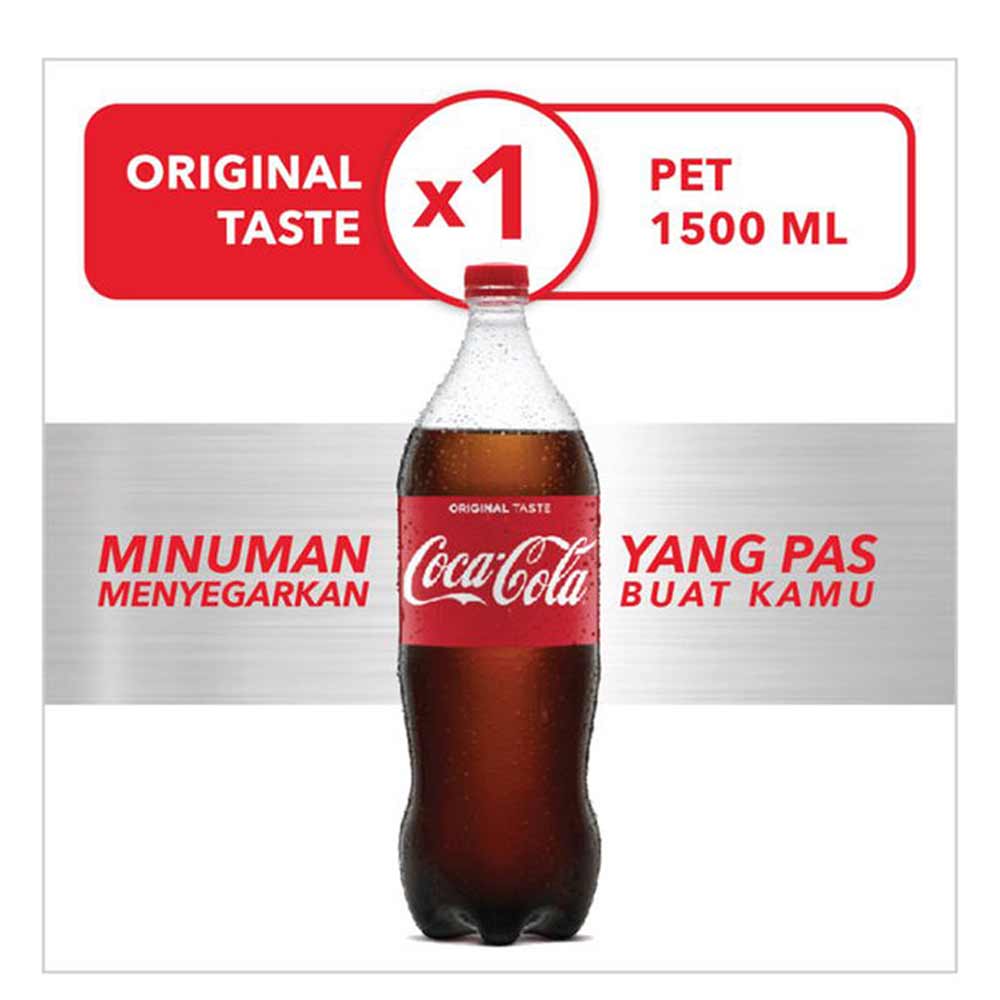 ORIGINAL
TASTE
x1
PET
1500 ML
ORIGINAL TASTE
Coca-Cola
MINUMAN
MENYEGARKAN
YANG PAS
BUAT KAMU